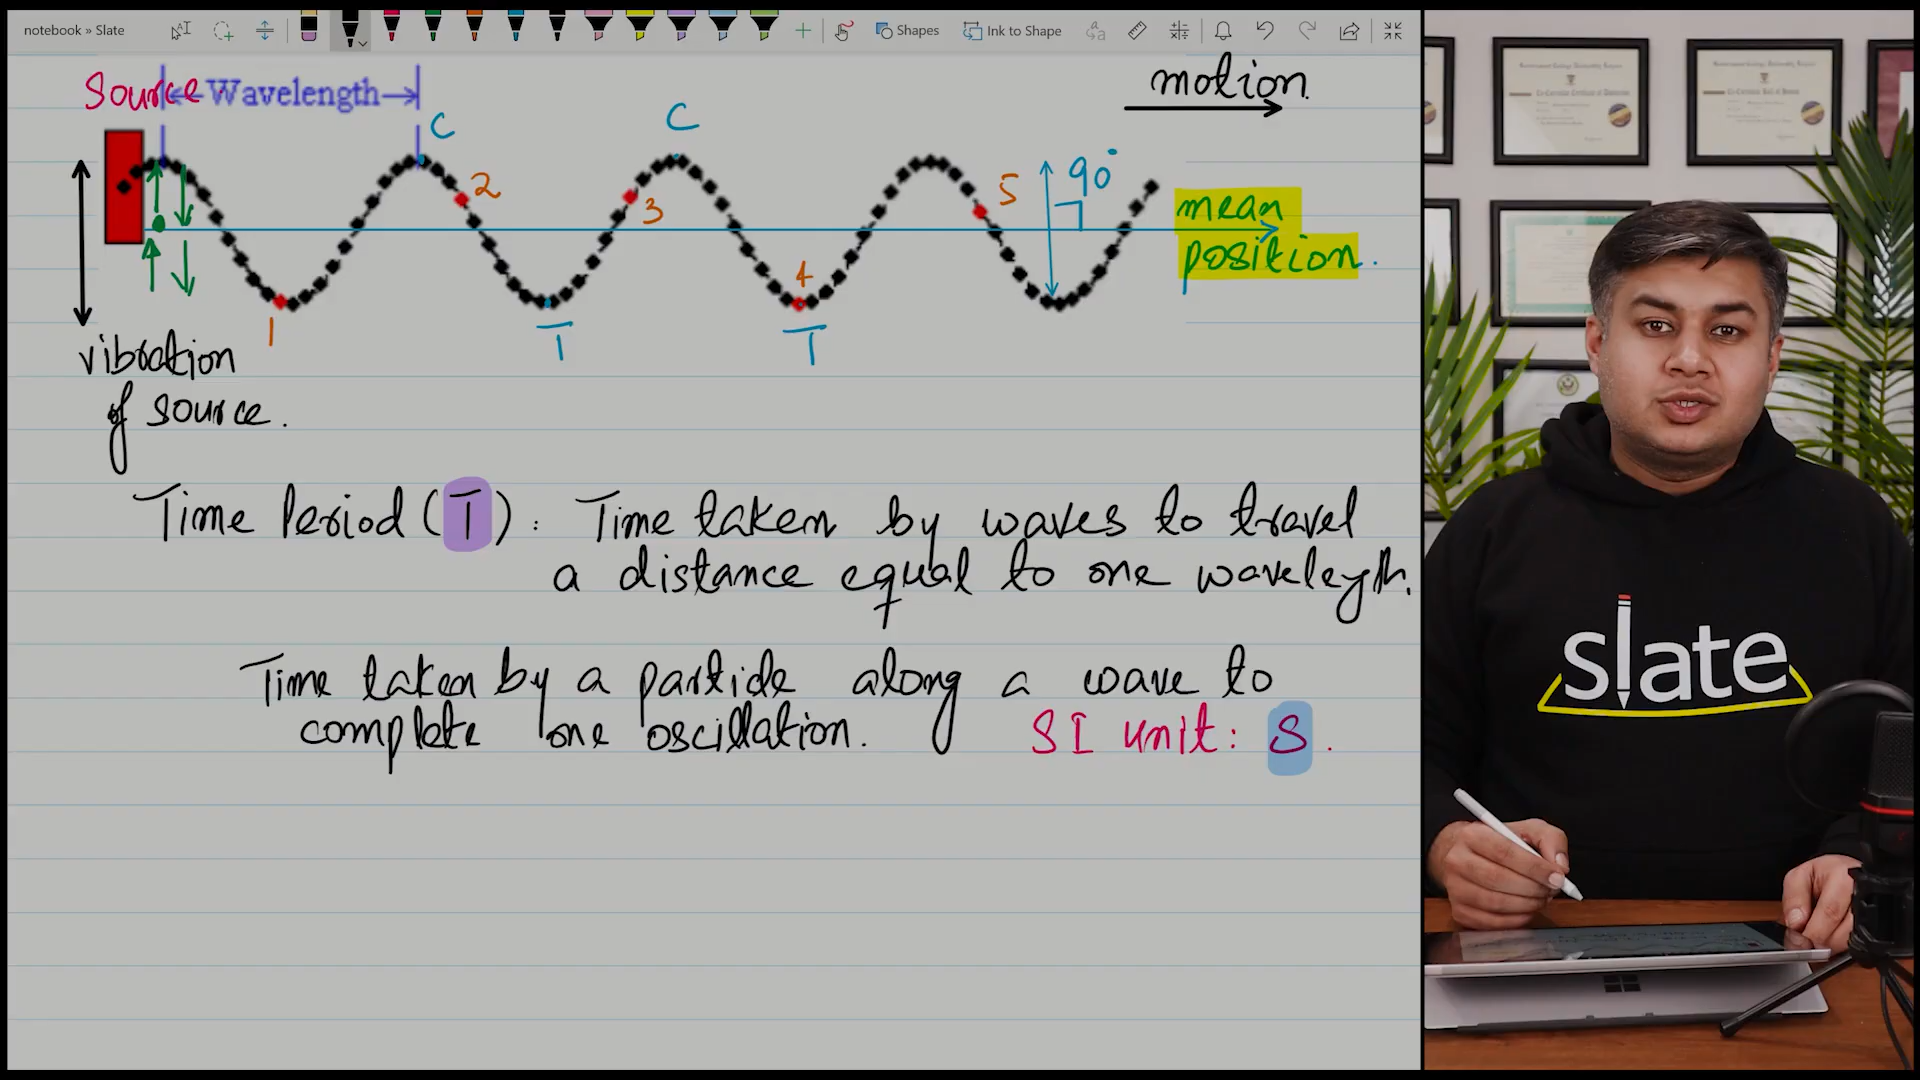 notebook » Slate
Shapes
Ink to Shape
Source
Wavelength
motion
C
C
2
3
5
90°
mean
position.
4
1
T
T
vibration
of source.
Time Period (T): Time taken by waves to travel
a distance equal to one wavelegth.
Time taken by a particle along a wave to
complete one oscillation. SI unit: S.
slate